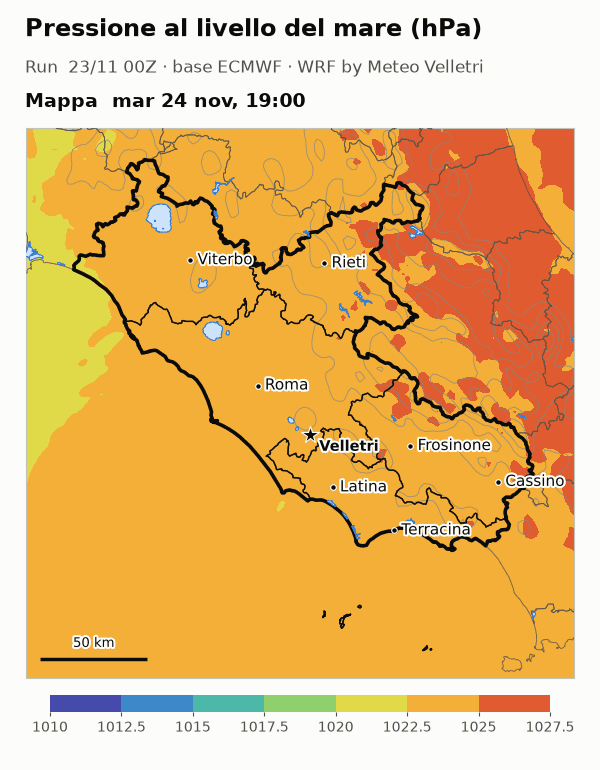 Pressione al livello del mare (hPa)
Run 23/11 00Z · base ECMWF · WRF by Meteo Velletri
Mappa mar 24 nov, 19:00
Viterbo
Rieti
Roma
Velletri
Frosinone
Latina
Cassino
Terracina
50 km
1010 1012.5 1015 1017.5 1020 1022.5 1025 1027.5